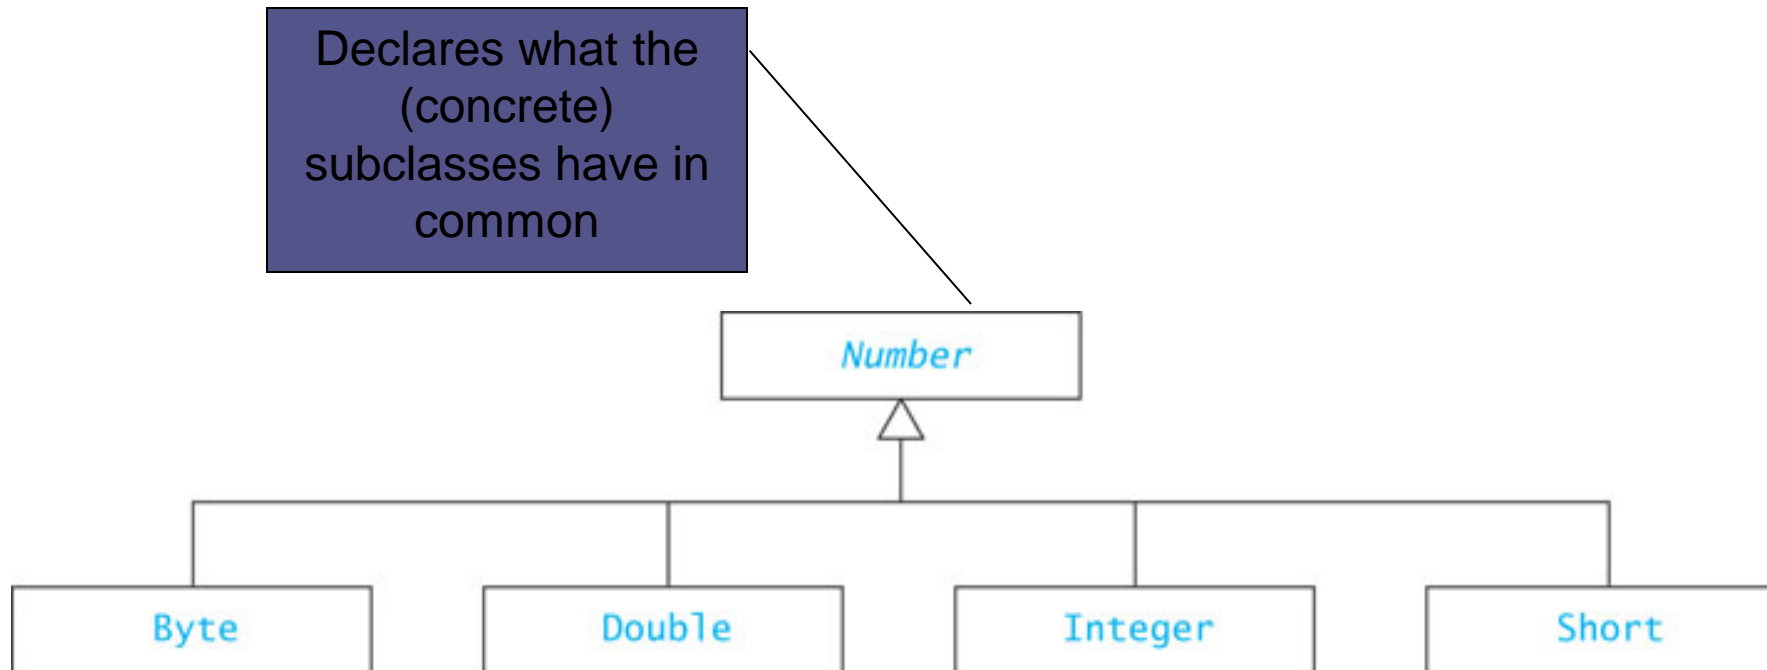 Declares what the
(concrete)
subclasses have in
common
Number
Byte
Double
Integer
Short